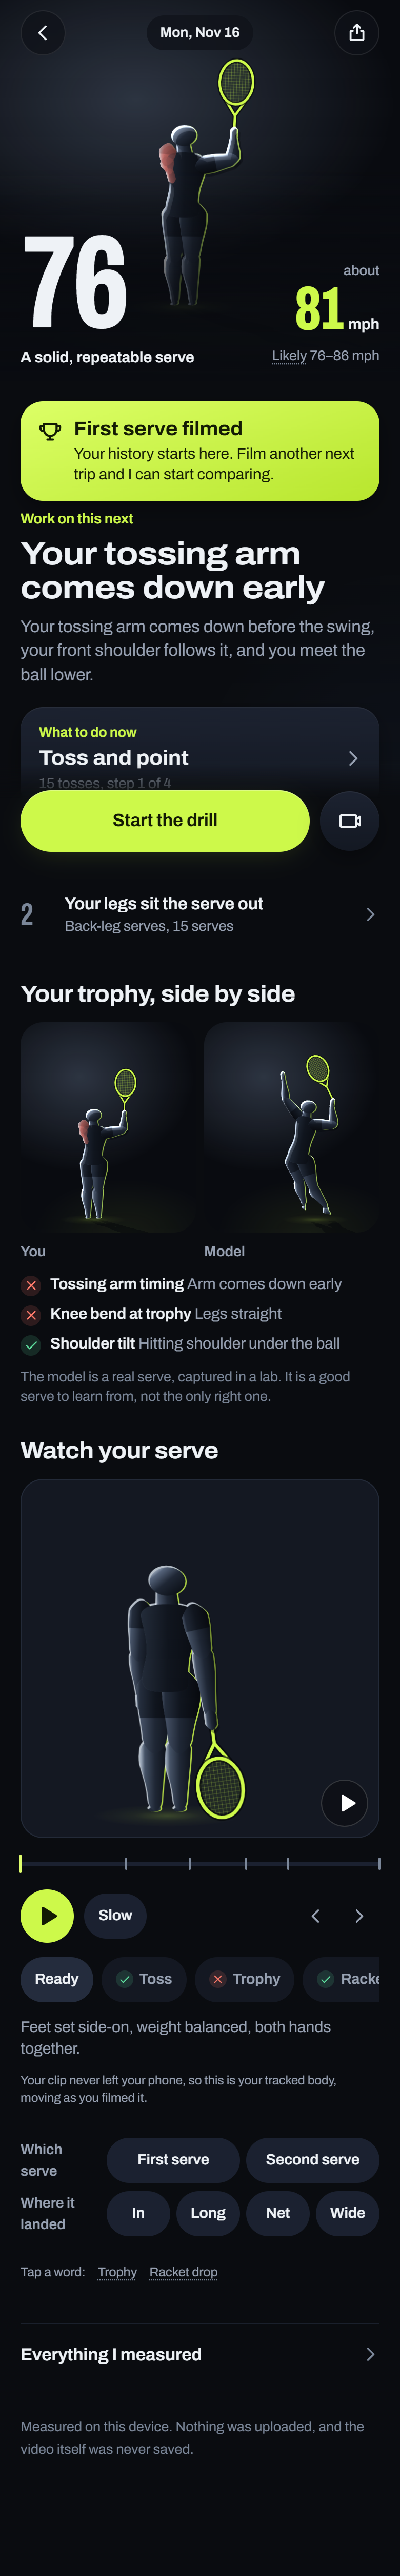 Mon, Nov 16
76
A solid, repeatable serve
about
81 mph
Likely 76–86 mph
First serve filmed
Your history starts here. Film another next
trip and I can start comparing.
Work on this next
Your tossing arm
comes down early
Your tossing arm comes down before the swing,
your front shoulder follows it, and you meet the
ball lower.
What to do now
Toss and point
15 tosses, step 1 of 4
Start the drill
2
Your legs sit the serve out
Back-leg serves, 15 serves
Your trophy, side by side
You
Model
Tossing arm timing Arm comes down early
Knee bend at trophy Legs straight
Shoulder tilt Hitting shoulder under the ball
The model is a real serve, captured in a lab. It is a good
serve to learn from, not the only right one.
Watch your serve
Slow
Ready
Toss
Trophy
Racke
Feet set side-on, weight balanced, both hands
together.
Your clip never left your phone, so this is your tracked body,
moving as you filmed it.
Which
serve
First serve
Second serve
Where it
landed
In
Long
Net
Wide
Tap a word: Trophy Racket drop
Everything I measured
Measured on this device. Nothing was uploaded, and the
video itself was never saved.